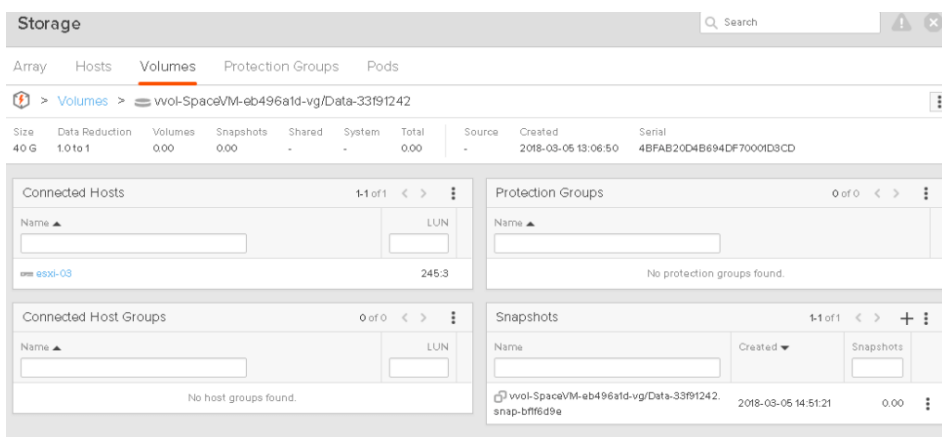 Storage
Search
Array Hosts Volumes Protection Groups Pods
> Volumes > vvol-SpaceVM-eb496a1d-vg/Data-33f91242
Size Data Reduction Volumes Snapshots Shared System Total Source Created Serial
40 G 1.0 to 1 0.00 0.00 - - 0.00 - 2018-03-05 13:06:50 4BFAB20D4B694DF70001D3CD
Connected Hosts 1-1 of 1 < >
Name LUN
esxi-03 245:3
Protection Groups 0 of 0 < >
Name
No protection groups found.
Connected Host Groups 0 of 0 < >
Name LUN
No host groups found.
Snapshots 1-1 of 1 < > +
Name Created Snapshots
vvol-SpaceVM-eb496a1d-vg/Data-33f91242.
snap-bf1f6d9e 2018-03-05 14:51:21 0.00